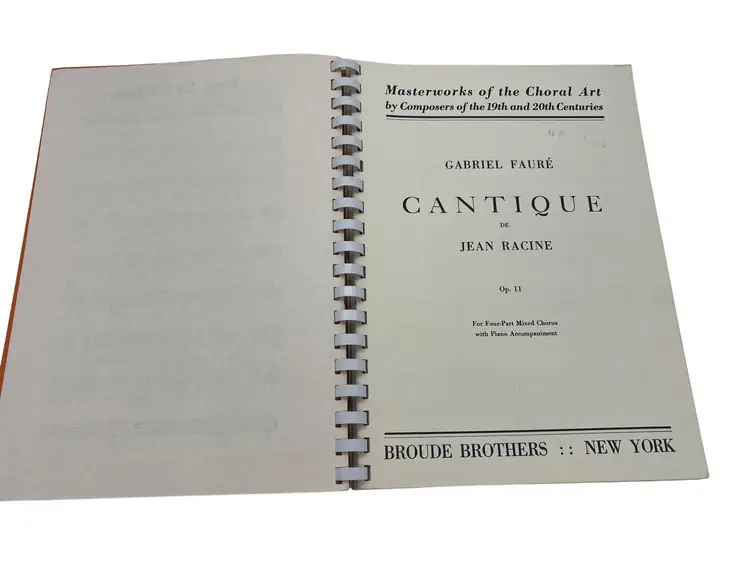 Masterworks of the Choral Art
by Composers of the 19th and 20th Centuries
GABRIEL FAURÉ
CANTIQUE
DE
JEAN RACINE
Op. 11
For Four-Part Mixed Chorus
with Piano Accompaniment
BROUDE BROTHERS :: NEW YORK